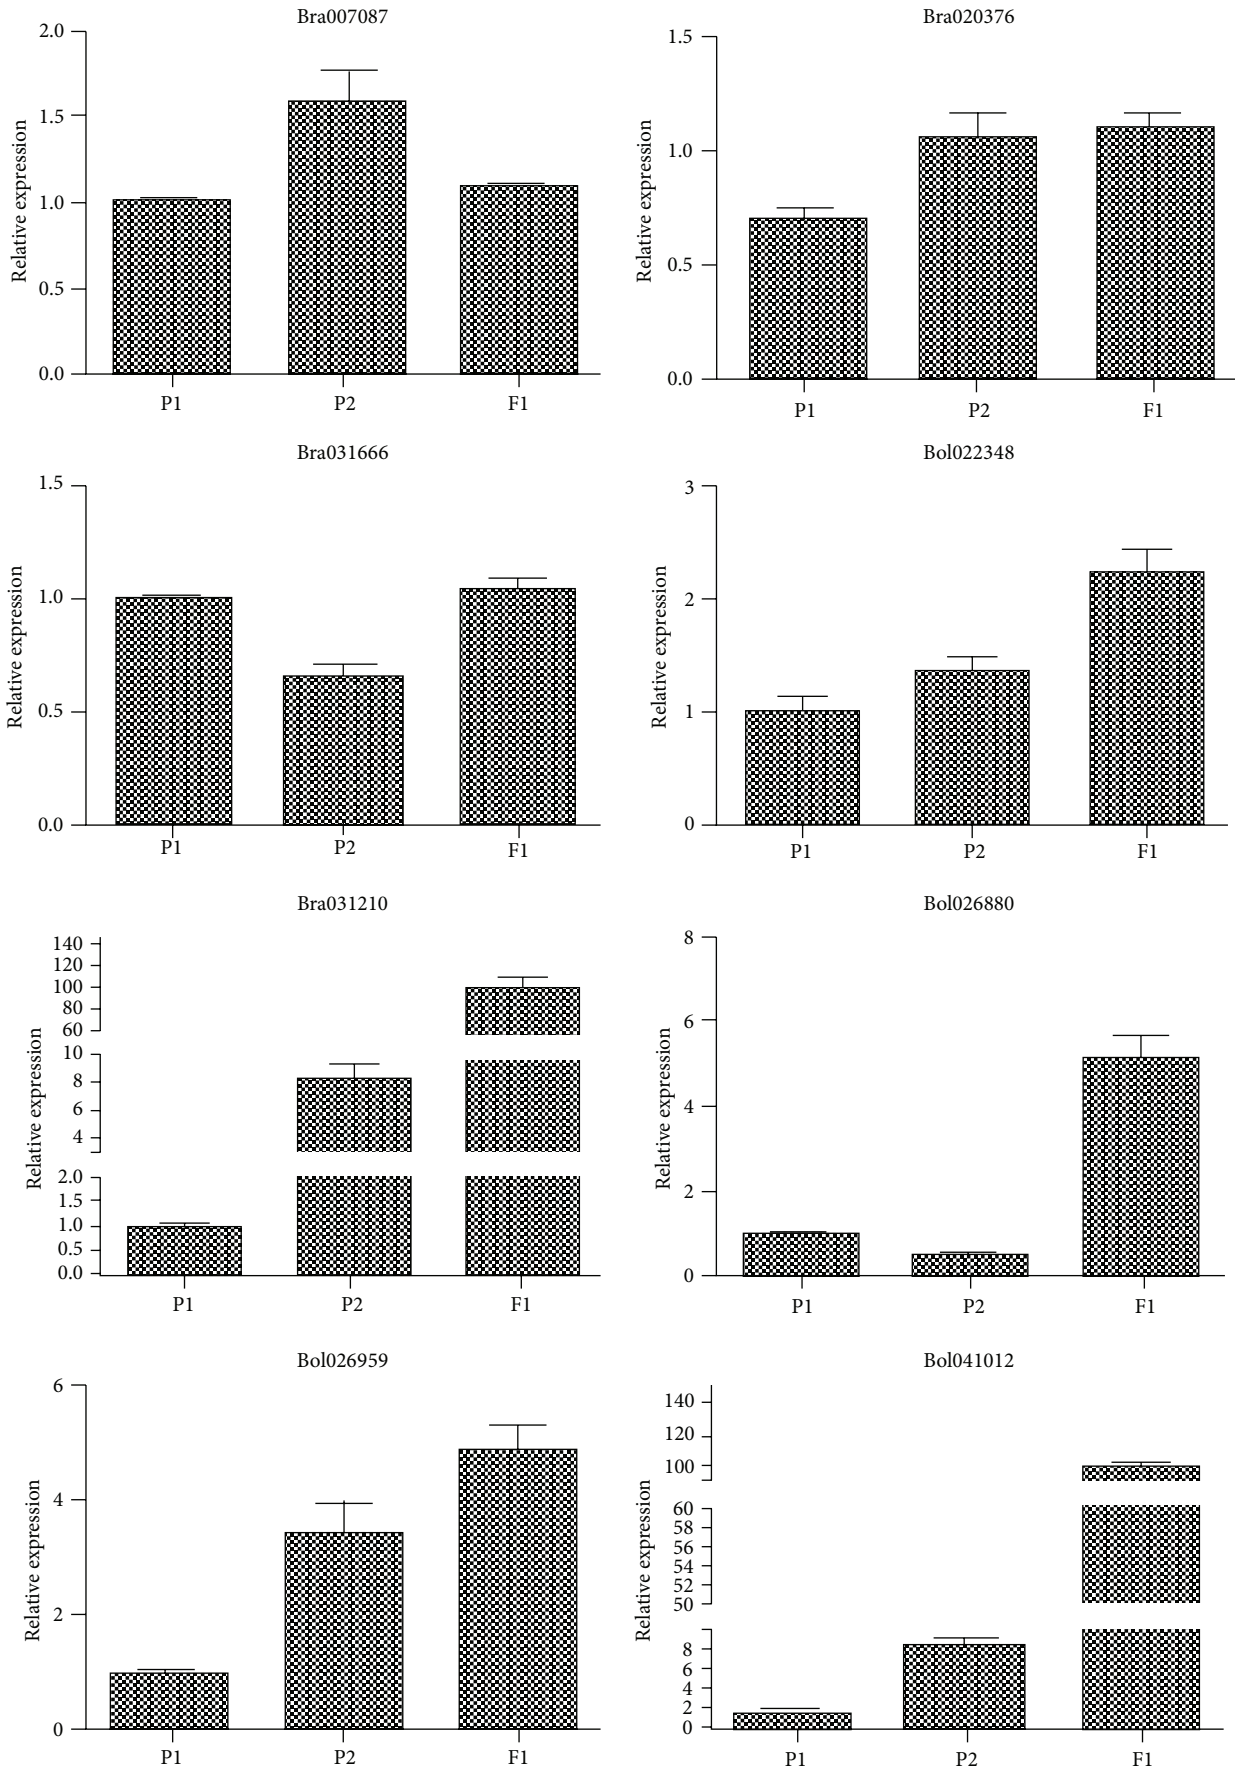 Bra007087
Relative expression
2.0
1.5
1.0
0.5
0.0
P1 P2 F1
Bra020376
Relative expression
1.5
1.0
0.5
0.0
P1 P2 F1
Bra031666
Relative expression
1.5
1.0
0.5
0.0
P1 P2 F1
Bol022348
Relative expression
3
2
1
0
P1 P2 F1
Bra031210
Relative expression
140
120
100
80
60
10
8
6
4
2.0
1.5
1.0
0.5
0.0
P1 P2 F1
Bol026880
Relative expression
8
6
4
2
0
P1 P2 F1
Bol026959
Relative expression
6
4
2
0
P1 P2 F1
Bol041012
Relative expression
140
120
100
60
58
56
54
52
50
8
6
4
2
0
P1 P2 F1